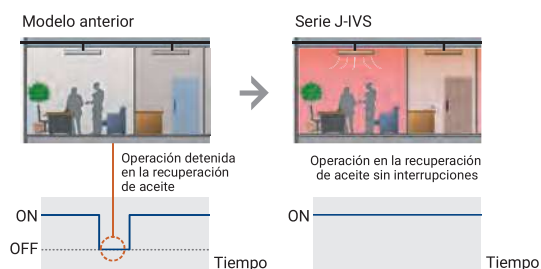 Modelo anterior
Serie J-IVS
Operación detenida
en la recuperación
de aceite
Operación en la recuperación
de aceite sin interrupciones
ON
OFF
Tiempo
ON
Tiempo